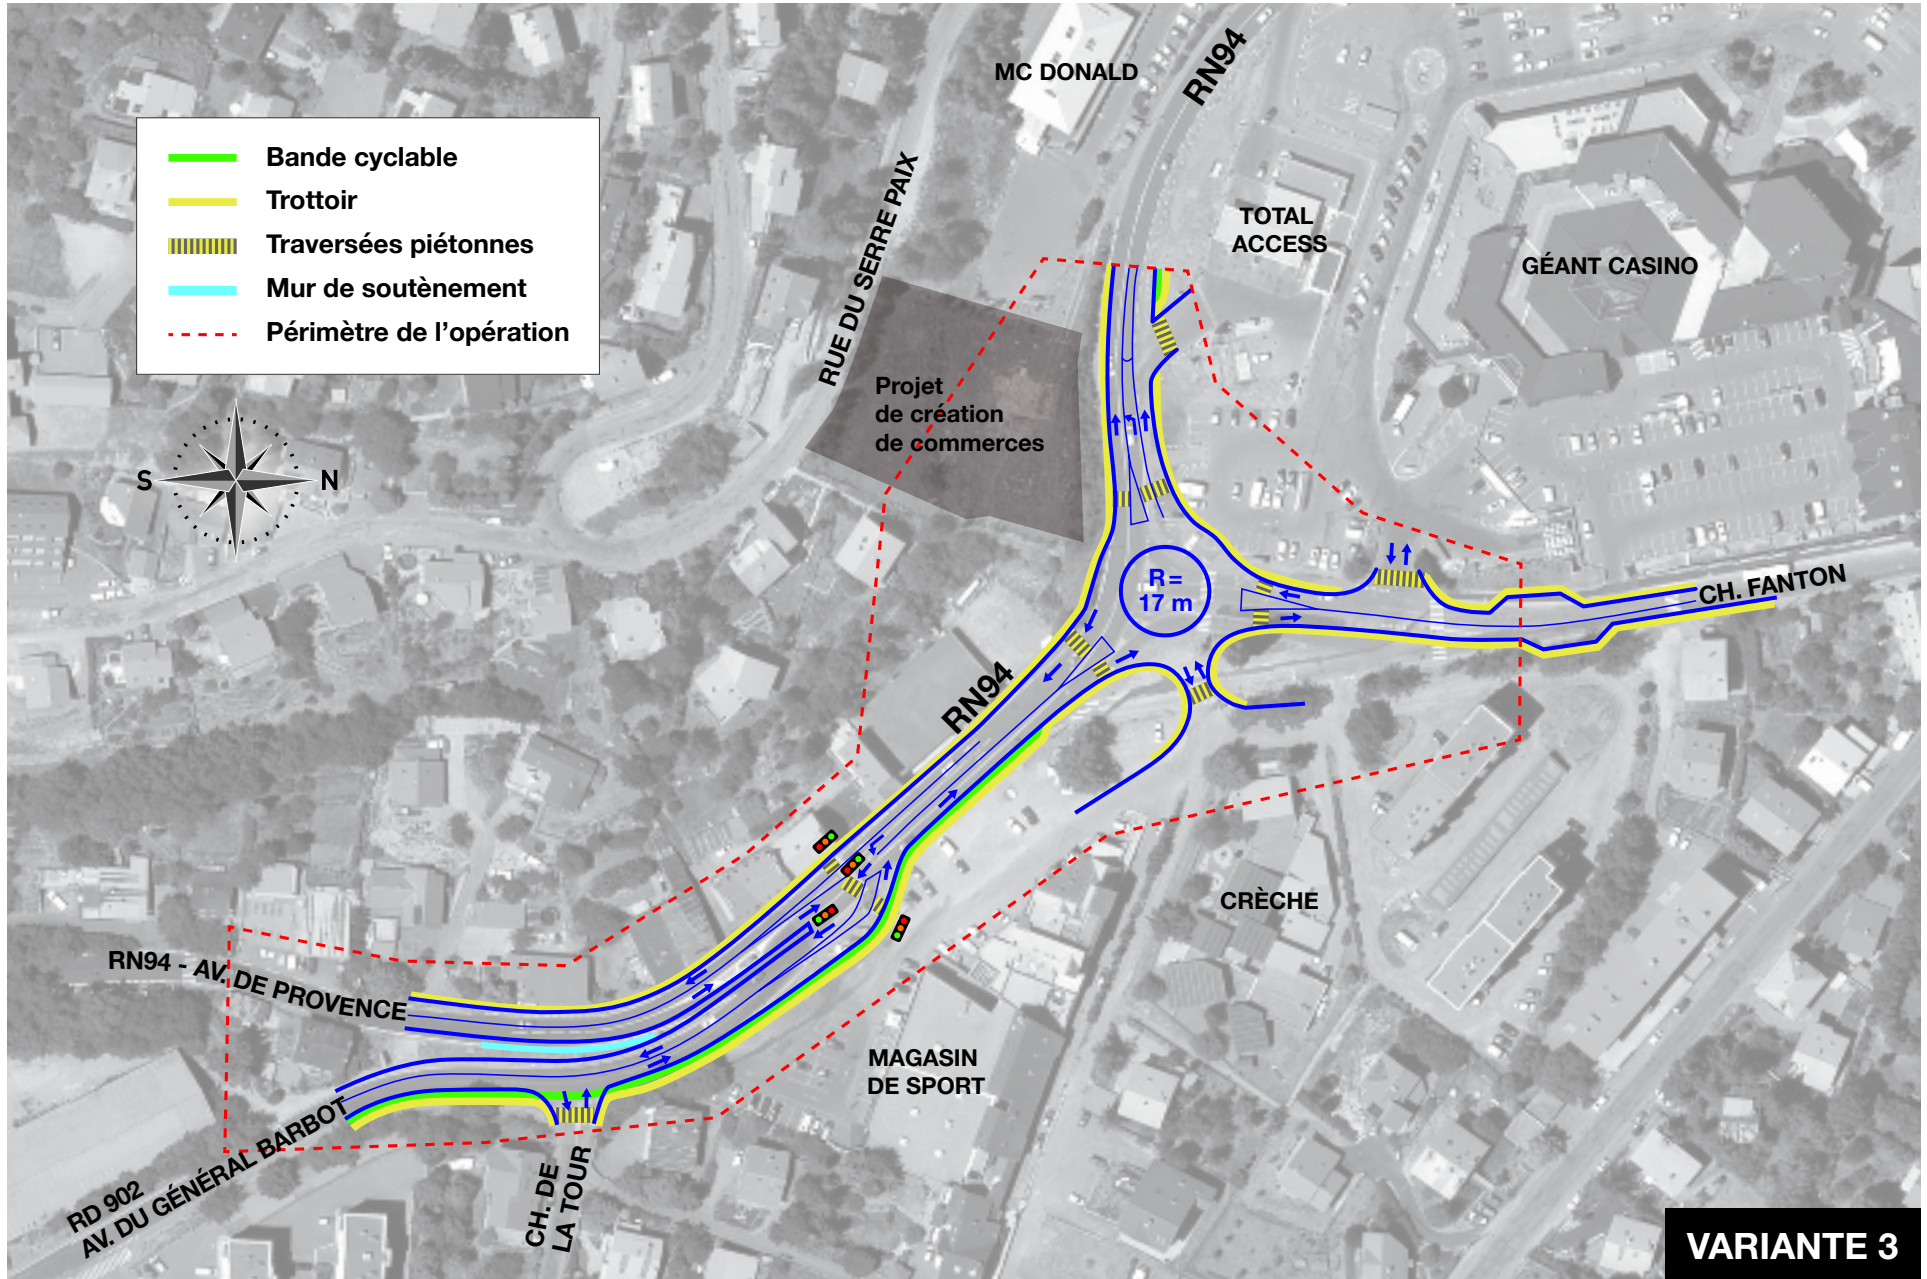 MC DONALD
RN94
Bande cyclable
Trottoir
Traversées piétonnes
Mur de soutènement
Périmètre de l'opération
RUE DU SERRE PAIX
TOTAL
ACCESS
GÉANT CASINO
Projet
de création
de commerces
S
N
R =
17 m
CH. FANTON
RN94
CRÈCHE
RN94 - AV. DE PROVENCE
MAGASIN
DE SPORT
RD 902
AV. DU GÉNÉRAL BARBOT
CH. DE
LA TOUR
VARIANTE 3